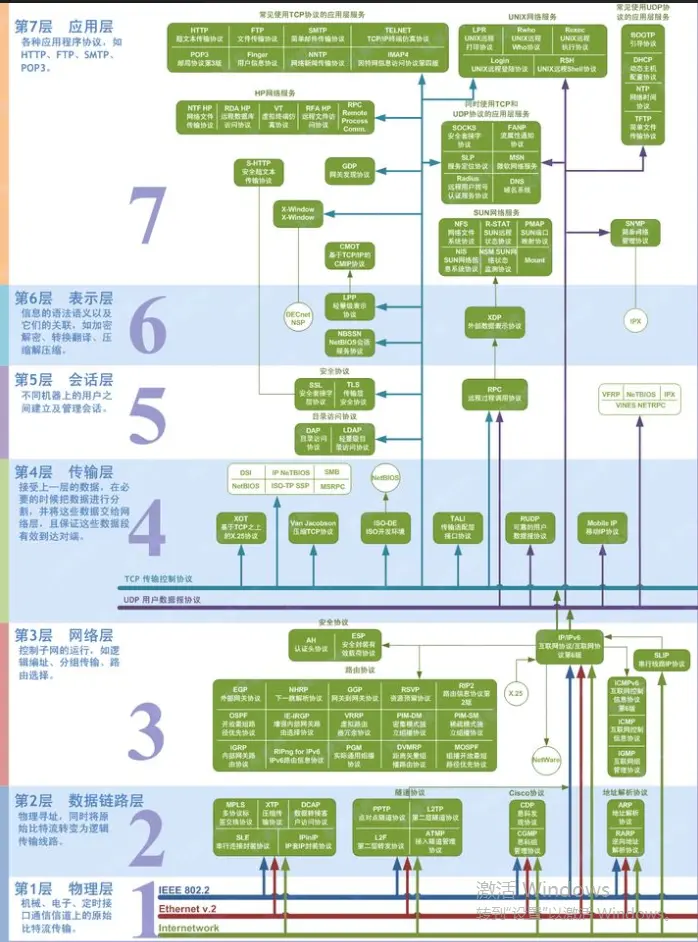 第7层 应用层
各种应用程序协议，如
HTTP、FTP、SMTP、
POP3。
7
常见使用TCP协议的应用层服务
HTTP
超文本传输协议
FTP
文件传输协议
SMTP
简单邮件传输协议
TELNET
TCP/IP终端仿真协议
POP3
邮局协议第3版
Finger
用户信息协议
NNTP
网络新闻传输协议
IMAP4
因特网信息访问协议第四版
UNIX网络服务
LPR
UNIX远程
打印协议
Rwho
UNIX远程
Who协议
Rexec
UNIX远程
执行协议
Login
UNIX远程登陆协议
RSH
UNIX远程Shell协议
常见使用UDP协
议的应用层服务
BOOTP
引导协议
DHCP
动态主机
配置协议
NTP
网络时间
协议
TFTP
简单文件
传输协议
HP网络服务
NTF HP
网络文件
传输协议
RDA HP
远程数据库
访问协议
VT
虚拟终端仿
真协议
RFA HP
远程文件访
问协议
RPC
Remote
Process
Comm.
同时使用TCP和
UDP协议的应用层服务
SOCKS
安全套接字
协议
FANP
流属性通知
协议
SLP
服务定位协议
MSN
微软网络服务
Radius
远程用户拨号
认证服务协议
DNS
域名系统
S-HTTP
安全超文本
传输协议
GDP
网关发现协议
X-Window
X-Window
SUN网络服务
NFS
网络文件
系统协议
R-STAT
SUN远程
状态协议
PMAP
SUN端口
映射协议
NIS
SUN网络信
息系统协议
NSM SUN网
络状态
监测协议
Mount
SNMP
简单网络
管理协议
CMOT
基于TCP/IP的
CMIP协议
第6层 表示层
信息的语法语义以及
它们的关联，如加密
解密、转换翻译、压
缩解压缩。
6
DECnet
NSP
LPP
轻量级表示
协议
NBSSN
NetBIOS会话
服务协议
XDP
外部数据表示协议
IPX
第5层 会话层
不同机器上的用户之
间建立及管理会话。
5
安全协议
SSL
安全套接字
层协议
TLS
传输层
安全协议
目录访问协议
DAP
目录访问
协议
LDAP
轻量级目
录访问协议
RPC
远程过程调用协议
VFRP NeTBIOS IPX
VINES NETRPC
第4层 传输层
接受上一层的数据，在必
要的时候把数据进行分
割，并将这些数据交给网
络层，且保证这些数据段
有效到达对端。
4
DSI IP NeTBIOS SMB
NetBIOS ISO-TP SSP MSRPC
NetBIOS
XOT
基于TCP之上
的X.25协议
Van Jacobson
压缩TCP协议
ISO-DE
ISO开发环境
TALI
传输适配层
接口协议
RUDP
可靠的用户
数据报协议
Mobile IP
移动IP协议
TCP 传输控制协议
UDP 用户数据报协议
第3层 网络层
控制子网的运行，如逻
辑编址、分组传输、路
由选择。
3
安全协议
AH
认证头协议
ESP
安全封装有
效载荷协议
IP/IPv6
互联网协议/互联网协
议第6版
SLIP
串行线路IP协议
路由协议
EGP
外部网关协议
NHRP
下一跳解析协议
GGP
网关到网关协议
RSVP
资源预留协议
RIP2
路由信息协议第
2版
OSPF
开放最短路
径优先协议
IE-IRGP
增强内部网关路
由选择协议
VRRP
虚拟路由
器冗余协议
PIM-DM
密集模式独
立组播协议
PIM-SM
稀疏模式独
立组播协议
IGRP
内部网关路
由协议
RIPng for IPv6
IPv6路由信息协议
PGM
实际通用组播协议
DVMRP
距离矢量组
播路由协议
MOSPF
组播开放最短
路径优先协议
X.25
NetWare
ICMPv6
互联网控制
信息协议
第6版
ICMP
互联网控制
信息协议
IGMP
互联网组
管理协议
第2层 数据链路层
物理寻址，同时将原
始比特流转变为逻辑
传输线路。
2
MPLS
多协议标
签交换协议
XTP
压缩传输
协议
DCAP
数据转接客
户访问协议
SLE
串行连接封装协议
IPinIP
IP套IP封装协议
隧道协议
PPTP
点对点隧道协议
L2TP
第二层隧道协议
L2F
第二层转发协议
ATMP
接入隧道管理
协议
Cisco协议
CDP
思科发现
协议
CGMP
思科组
管理协议
地址解析协议
ARP
地址解析
协议
RARP
逆向地址
解析协议
第1层 物理层
机械、电子、定时接
口通信信道上的原始
比特流传输。
1
IEEE 802.2
Ethernet v.2
Internetwork
激活 Windows
转到“设置”以激活 Windows。